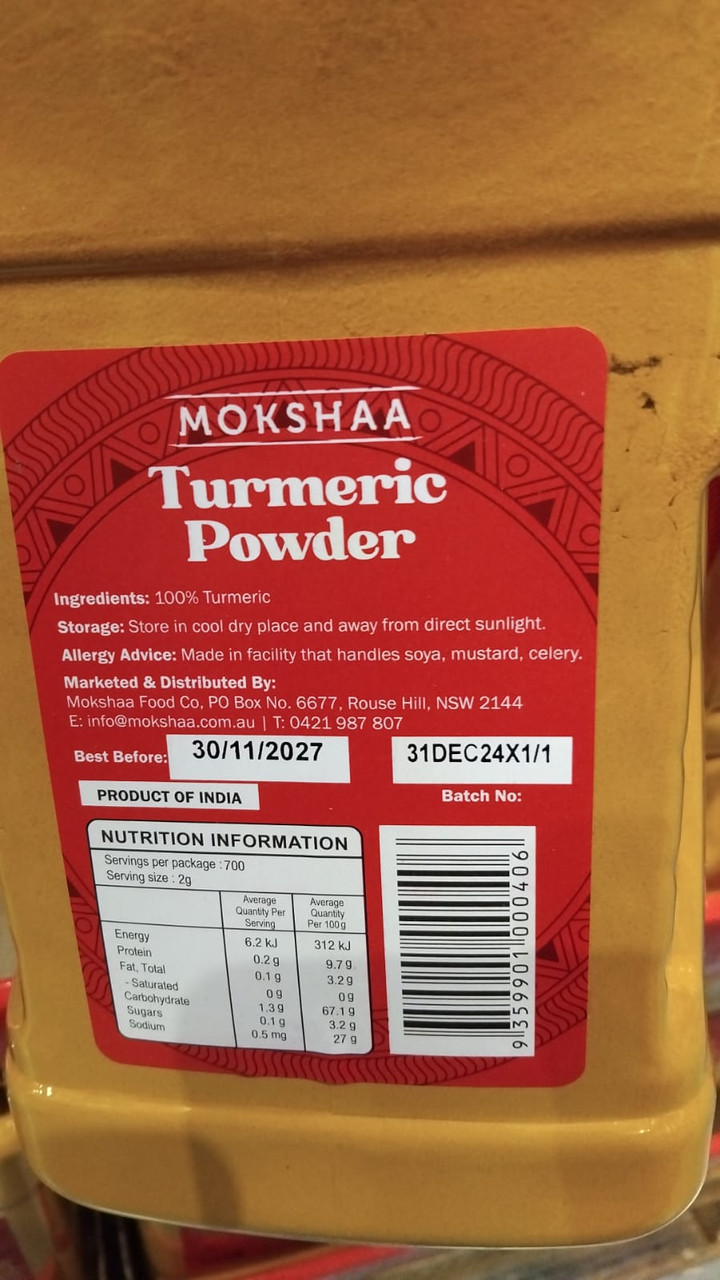 MOKSHAA
Turmeric
Powder
Ingredients: 100% Turmeric
Storage: Store in cool dry place and away from direct sunlight.
Allergy Advice: Made in facility that handles soya, mustard, celery.
Marketed & Distributed By:
Mokshaa Food Co, PO Box No. 6677, Rouse Hill, NSW 2144
E: info@mokshaa.com.au | T: 0421 987 807
Best Before: 30/11/2027
31DEC24X1/1
PRODUCT OF INDIA
Batch No:
NUTRITION INFORMATION
Servings per package : 700
Serving size : 2g
Average Quantity Per Serving
Average Quantity Per 100g
Energy 6.2 kJ 312 kJ
Protein 0.2 g 9.7 g
Fat, Total 0.1 g 3.2 g
- Saturated 0 g 0 g
Carbohydrate 1.3 g 67.1 g
Sugars 0.1 g 3.2 g
Sodium 0.5 mg 27 g
9 359901 000406